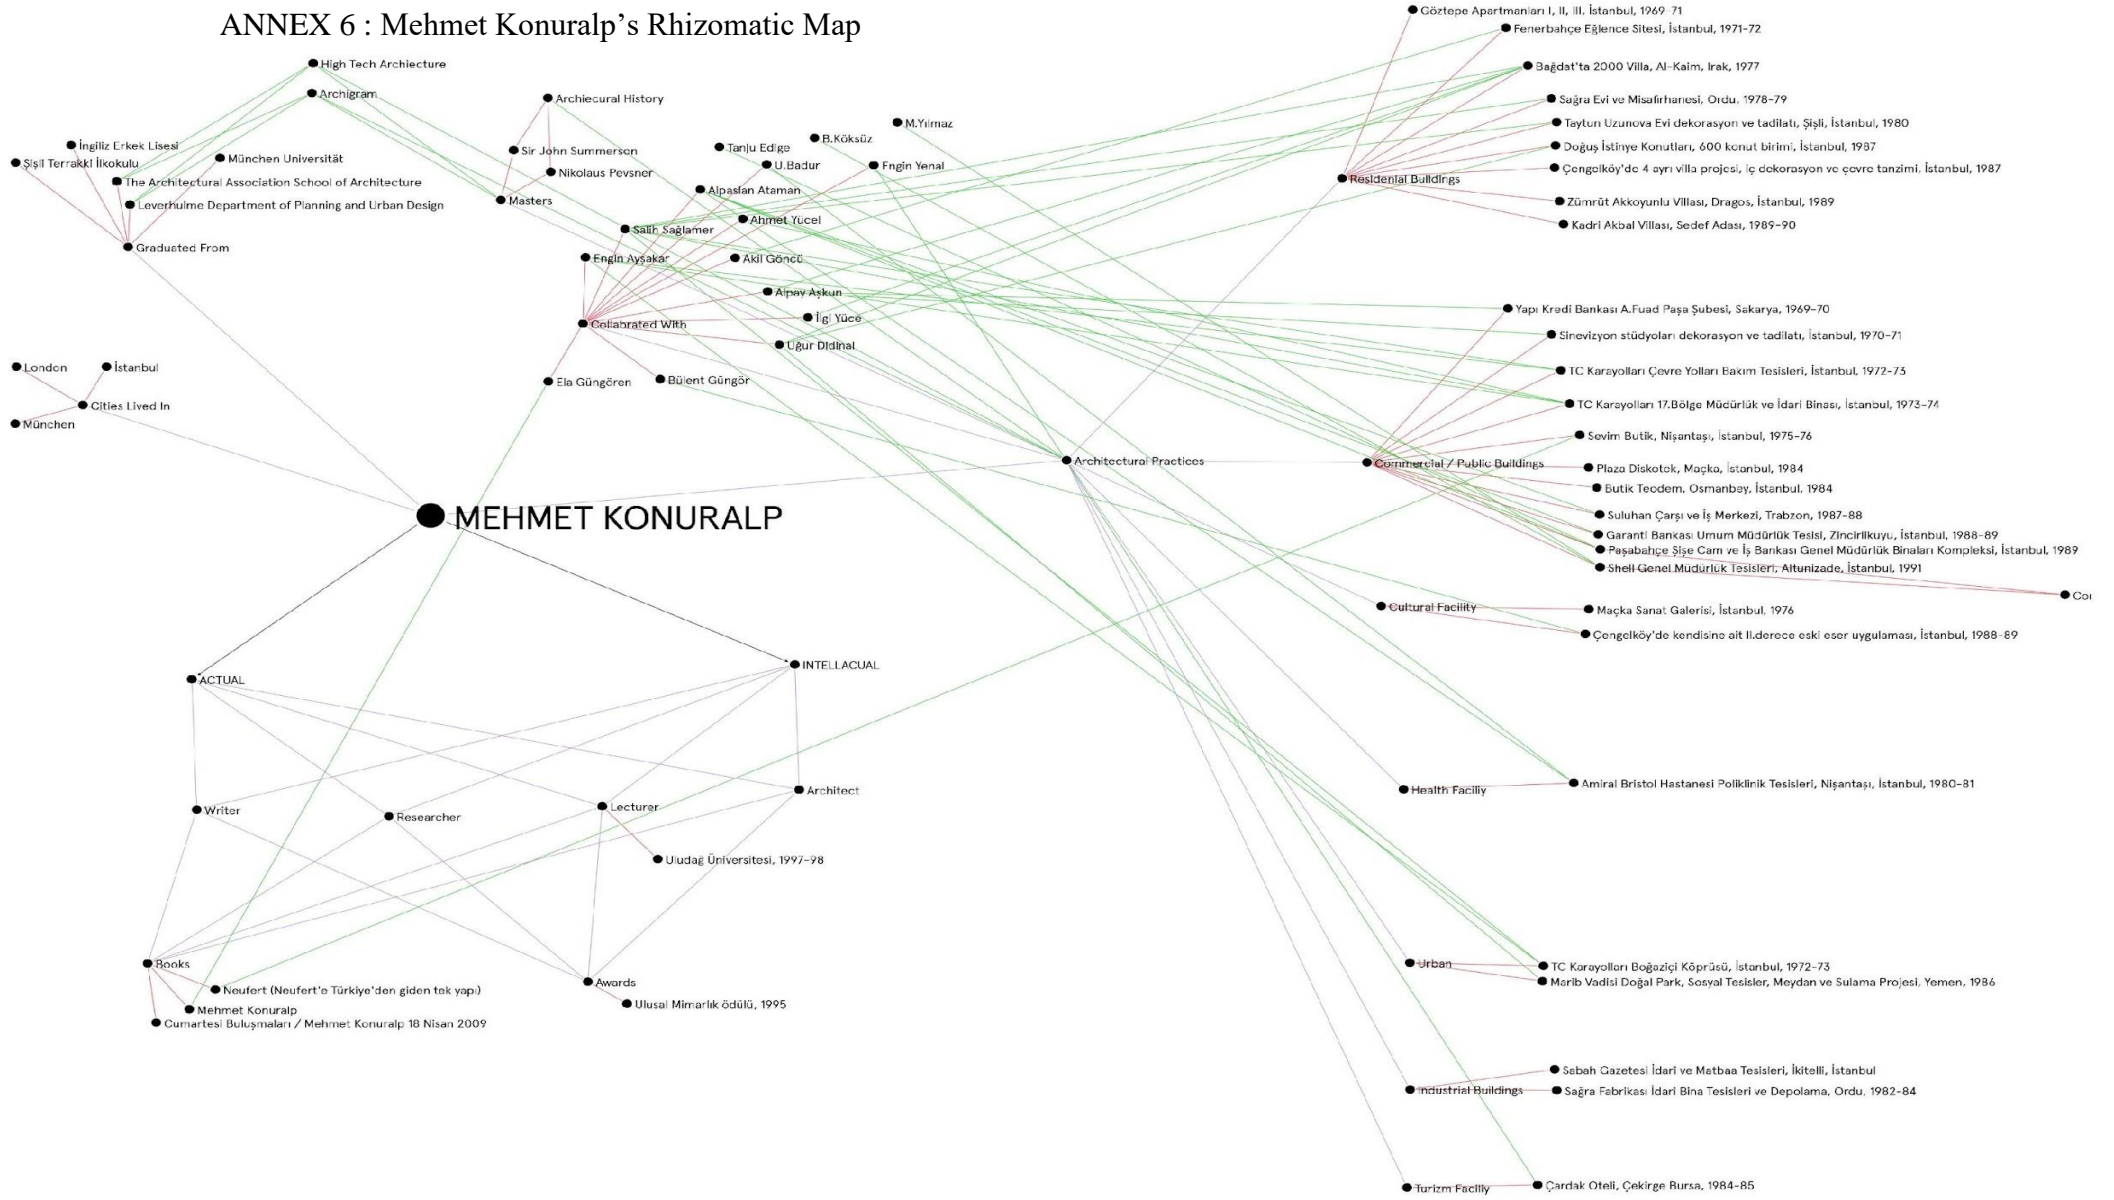 ANNEX 6 : Mehmet Konuralp’s Rhizomatic Map
High Tech Archiecture
Archigram
İngiliz Erkek Lisesi
Şişli Terrakki İlkokulu
München Universität
The Architectural Association School of Architecture
Leverhulme Department of Planning and Urban Design
Graduated From
Archiecural History
Sir John Summerson
Nikolaus Pevsner
Masters
London
İstanbul
Cities Lived In
München
Tanju Edige
B.Köksüz
M.Yılmaz
U.Badur
Engin Yenal
Alpaslan Ataman
Ahmet Yücel
Salih Sağlamer
Engin Ayşakar
Akil Göncü
Alpay Aşkun
İlgi Yüce
Collabrated With
Uğur Didinal
Ela Güngören
Bülent Güngör
MEHMET KONURALP
Architectural Practices
ACTUAL
INTELLACUAL
Writer
Researcher
Lecturer
Architect
Uludağ Üniversitesi, 1997-98
Books
Neufert (Neufert'e Türkiye'den giden tek yapı)
Mehmet Konuralp
Cumartesi Buluşmaları / Mehmet Konuralp 18 Nisan 2009
Awards
Ulusal Mimarlık ödülü, 1995
Residenial Buildings
Göztepe Apartmanları I, II, III, İstanbul, 1969-71
Fenerbahçe Eğlence Sitesi, İstanbul, 1971-72
Bağdat'ta 2000 Villa, Al-Kaim, Irak, 1977
Sağra Evi ve Misafirhanesi, Ordu, 1978-79
Taytun Uzunova Evi dekorasyon ve tadilatı, Şişli, İstanbul, 1980
Doğuş İstinye Konutları, 600 konut birimi, İstanbul, 1987
Çengelköy'de 4 ayrı villa projesi, iç dekorasyon ve çevre tanzimi, İstanbul, 1987
Zümrüt Akkoyunlu Villası, Dragos, İstanbul, 1989
Kadri Akbal Villası, Sedef Adası, 1989-90
Commercial / Public Buildings
Yapı Kredi Bankası A.Fuad Paşa Şubesi, Sakarya, 1969-70
Sinevizyon stüdyoları dekorasyon ve tadilatı, İstanbul, 1970-71
TC Karayolları Çevre Yolları Bakım Tesisleri, İstanbul, 1972-73
TC Karayolları 17.Bölge Müdürlük ve İdari Binası, İstanbul, 1973-74
Sevim Butik, Nişantaşı, İstanbul, 1975-76
Plaza Diskotek, Maçka, İstanbul, 1984
Butik Teodem, Osmanbey, İstanbul, 1984
Suluhan Çarşı ve İş Merkezi, Trabzon, 1987-88
Garanti Bankası Umum Müdürlük Tesisi, Zincirlikuyu, İstanbul, 1988-89
Paşabahçe Şişe Cam ve İş Bankası Genel Müdürlük Binaları Kompleksi, İstanbul, 1989
Shell Genel Müdürlük Tesisleri, Altunizade, İstanbul, 1991
Cultural Facility
Maçka Sanat Galerisi, İstanbul, 1976
Çengelköy'de kendisine ait II.derece eski eser uygulaması, İstanbul, 1988-89
Health Faciliy
Amiral Bristol Hastanesi Poliklinik Tesisleri, Nişantaşı, İstanbul, 1980-81
Urban
TC Karayolları Boğaziçi Köprüsü, İstanbul, 1972-73
Marib Vadisi Doğal Park, Sosyal Tesisler, Meydan ve Sulama Projesi, Yemen, 1986
Industrial Buildings
Sabah Gazetesi İdari ve Matbaa Tesisleri, İkitelli, İstanbul
Sağra Fabrikası İdari Bina Tesisleri ve Depolama, Ordu, 1982-84
Turizm Faciliy
Çardak Oteli, Çekirge Bursa, 1984-85